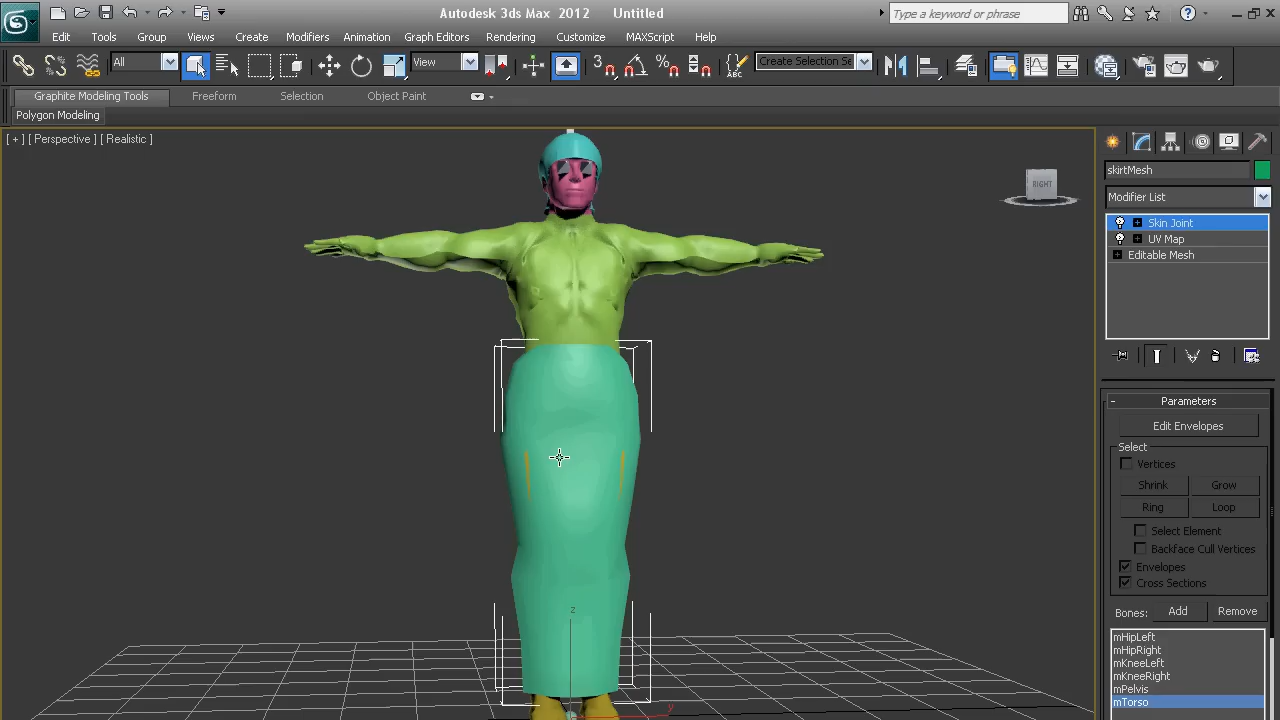 Autodesk 3ds Max 2012 Untitled
Type a keyword or phrase
Edit Tools Group Views Create Modifiers Animation Graph Editors Rendering Customize MAXScript Help
All View 3 Create Selection Se
Graphite Modeling Tools Freeform Selection Object Paint
Polygon Modeling
[ + ] [ Perspective ] [ Realistic ]
RIGHT
z
y
skirtMesh
Modifier List
Skin Joint
UV Map
Editable Mesh
- Parameters
Edit Envelopes
Select
Vertices
Shrink Grow
Ring Loop
Select Element
Backface Cull Vertices
Envelopes
Cross Sections
Bones: Add Remove
mHipLeft
mHipRight
mKneeLeft
mKneeRight
mPelvis
mTorso